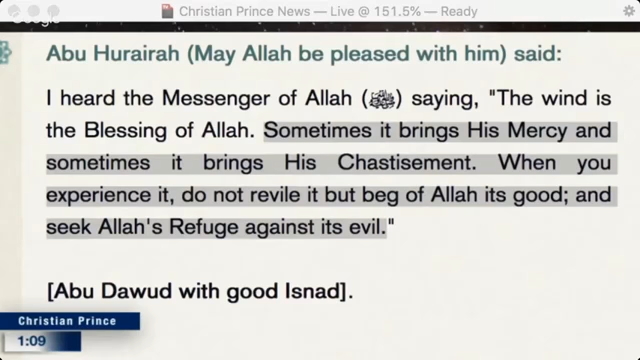 Christian Prince News — Live @ 151.5% — Ready
Google
Abu Hurairah (May Allah be pleased with him) said:
I heard the Messenger of Allah (ﷺ) saying, "The wind is
the Blessing of Allah. Sometimes it brings His Mercy and
sometimes it brings His Chastisement. When you
experience it, do not revile it but beg of Allah its good; and
seek Allah's Refuge against its evil."
[Abu Dawud with good Isnad].
Christian Prince
1:09